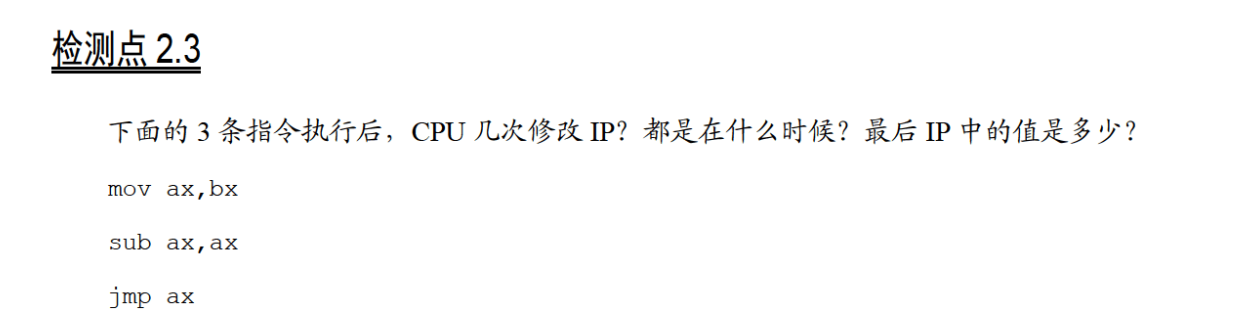 检测点 2.3
下面的 3 条指令执行后，CPU 几次修改 IP？都是在什么时候？最后 IP 中的值是多少？
mov ax,bx
sub ax,ax
jmp ax